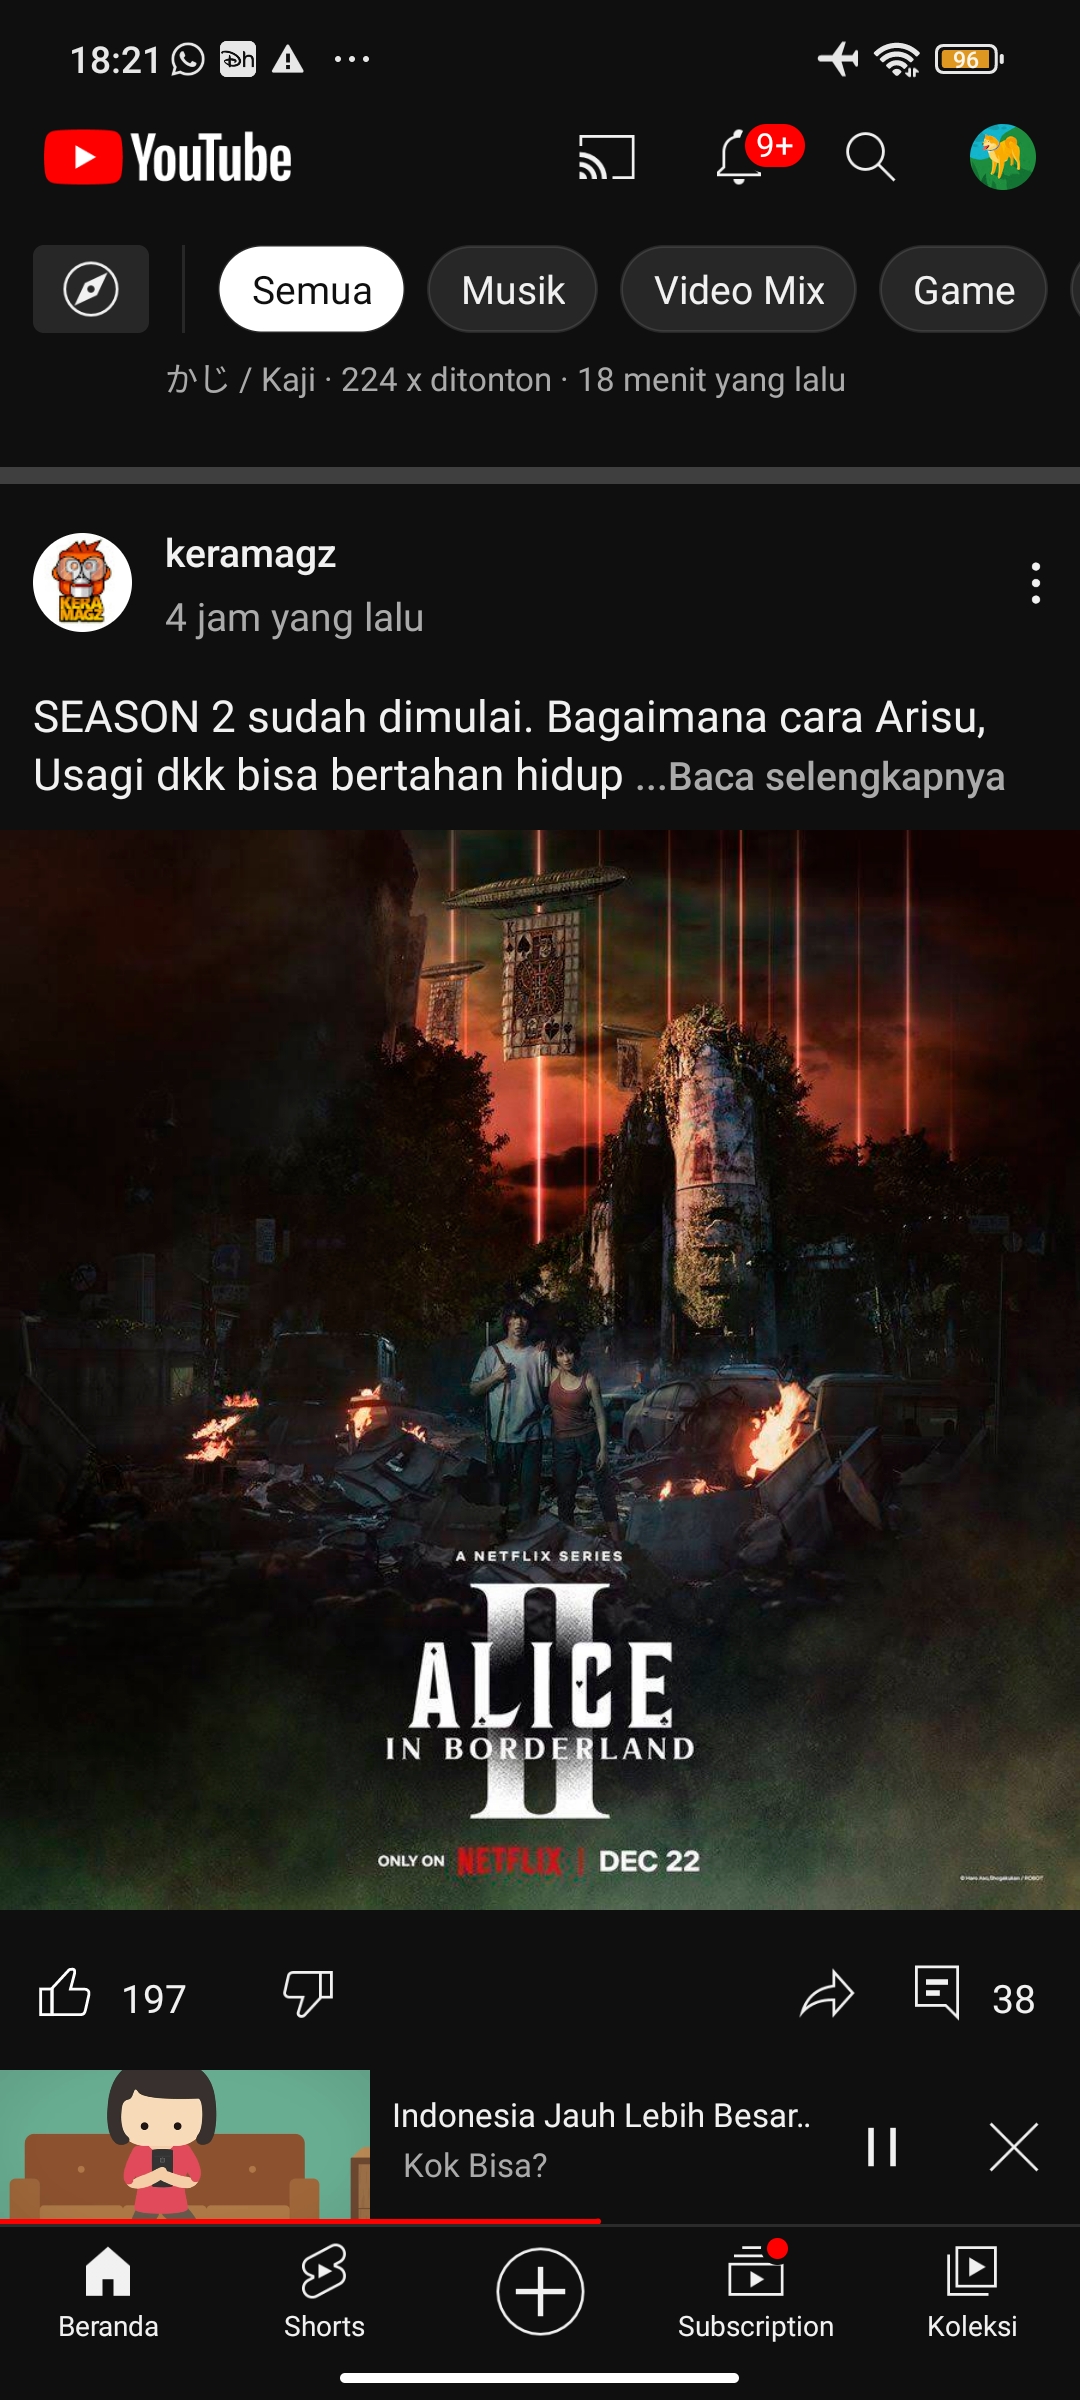 18:21
96
YouTube
9+
Semua
Musik
Video Mix
Game
かじ / Kaji · 224 x ditonton · 18 menit yang lalu
KERA
MAGZ
keramagz
4 jam yang lalu
SEASON 2 sudah dimulai. Bagaimana cara Arisu,
Usagi dkk bisa bertahan hidup ...Baca selengkapnya
K
A NETFLIX SERIES
II
ALICE
IN BORDERLAND
ONLY ON NETFLIX | DEC 22
197
38
Indonesia Jauh Lebih Besar..
Kok Bisa?
Beranda
Shorts
Subscription
Koleksi